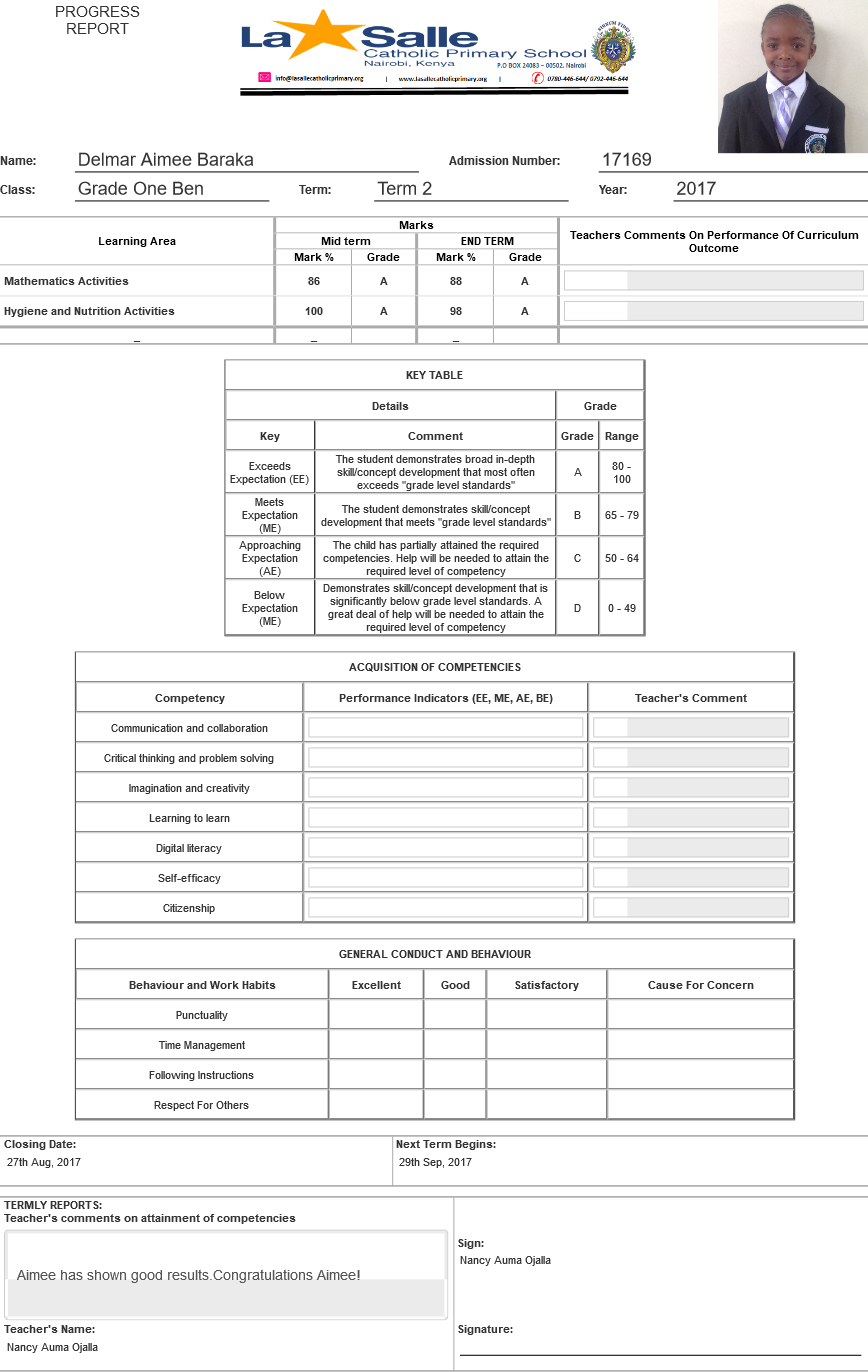 PROGRESS
REPORT
La Salle
Catholic Primary School
Nairobi, Kenya
P.O BOX 24083 – 00502, Nairobi
info@lasallecatholicprimary.org | www.lasallecatholicprimary.org | 0780-446-644/ 0792-446-644
Name: Delmar Aimee Baraka Admission Number: 17169
Class: Grade One Ben Term: Term 2 Year: 2017
Learning Area Marks Teachers Comments On Performance Of Curriculum Outcome
Mid term END TERM
Mark % Grade Mark % Grade
Mathematics Activities 86 A 88 A
Hygiene and Nutrition Activities 100 A 98 A
_ _ _
KEY TABLE
Details Grade
Key Comment Grade Range
Exceeds Expectation (EE) The student demonstrates broad in-depth skill/concept development that most often exceeds "grade level standards" A 80 - 100
Meets Expectation (ME) The student demonstrates skill/concept development that meets "grade level standards" B 65 - 79
Approaching Expectation (AE) The child has partially attained the required competencies. Help will be needed to attain the required level of competency C 50 - 64
Below Expectation (ME) Demonstrates skill/concept development that is significantly below grade level standards. A great deal of help will be needed to attain the required level of competency D 0 - 49
ACQUISITION OF COMPETENCIES
Competency Performance Indicators (EE, ME, AE, BE) Teacher's Comment
Communication and collaboration
Critical thinking and problem solving
Imagination and creativity
Learning to learn
Digital literacy
Self-efficacy
Citizenship
GENERAL CONDUCT AND BEHAVIOUR
Behaviour and Work Habits Excellent Good Satisfactory Cause For Concern
Punctuality
Time Management
Following Instructions
Respect For Others
Closing Date: Next Term Begins:
27th Aug, 2017 29th Sep, 2017
TERMLY REPORTS:
Teacher's comments on attainment of competencies
Sign:
Nancy Auma Ojalla
Aimee has shown good results.Congratulations Aimee!
Teacher's Name: Signature:
Nancy Auma Ojalla